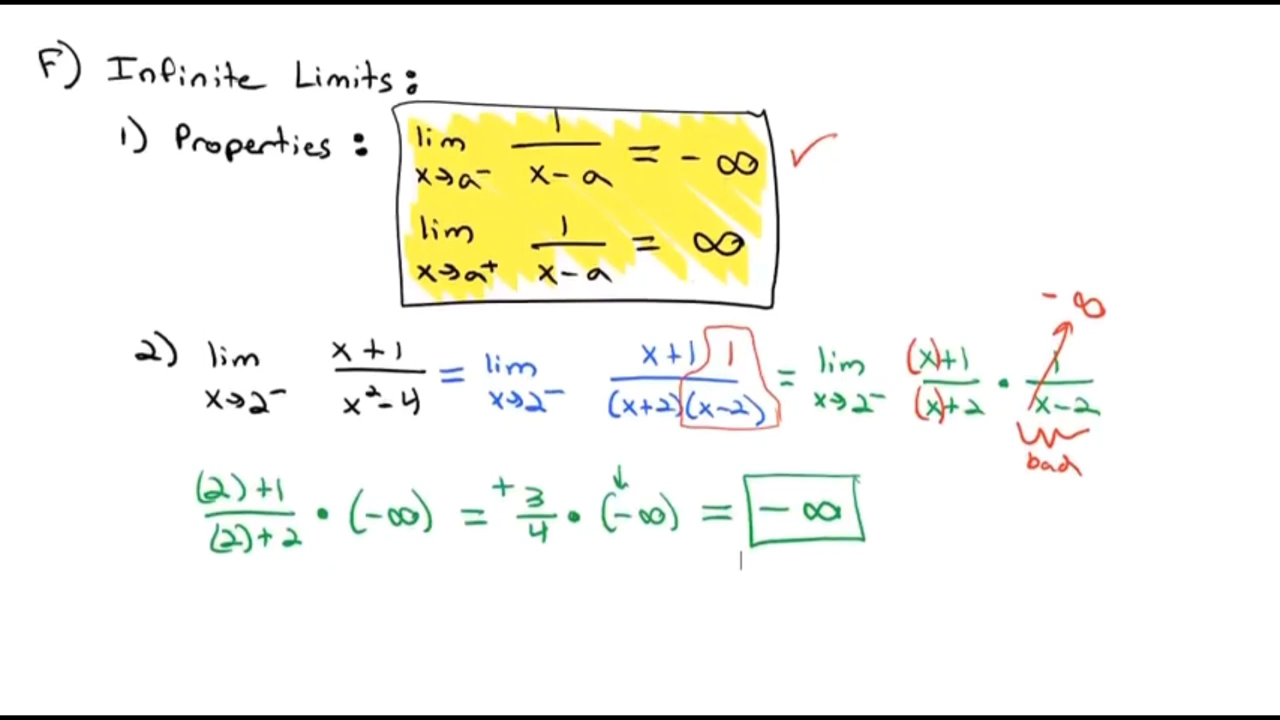 F) Infinite Limits:
1) Properties: lim x→a⁻ 1/(x-a) = -∞ ✓
lim x→a⁺ 1/(x-a) = ∞
-∞
2) lim x→2⁻ (x+1)/(x²-4) = lim x→2⁻ (x+1) 1/((x+2)(x-2)) = lim x→2⁻ ((x)+1)/((x)+2) • 1/(x-2)
bad
((2)+1)/((2)+2) • (-∞) = +3/4 • (-∞) = -∞